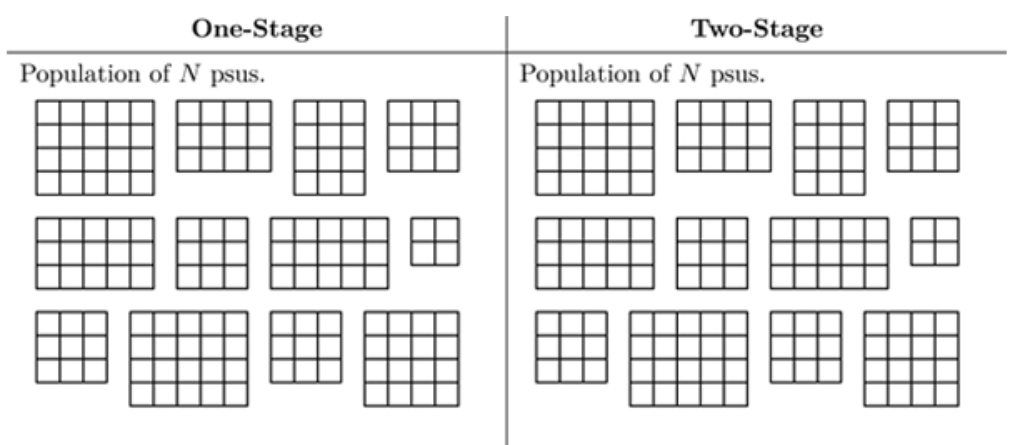 One-Stage
Two-Stage
Population of N psus.
Population of N psus.